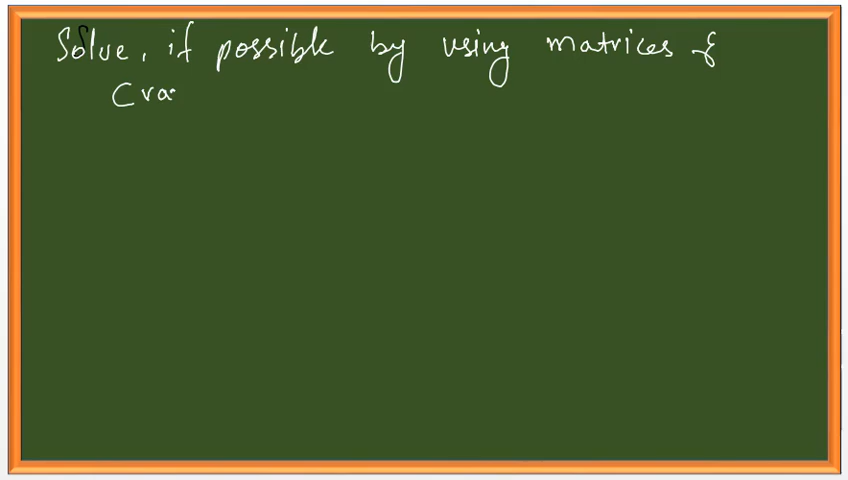 Solve, if possible by using matrices &
Cra